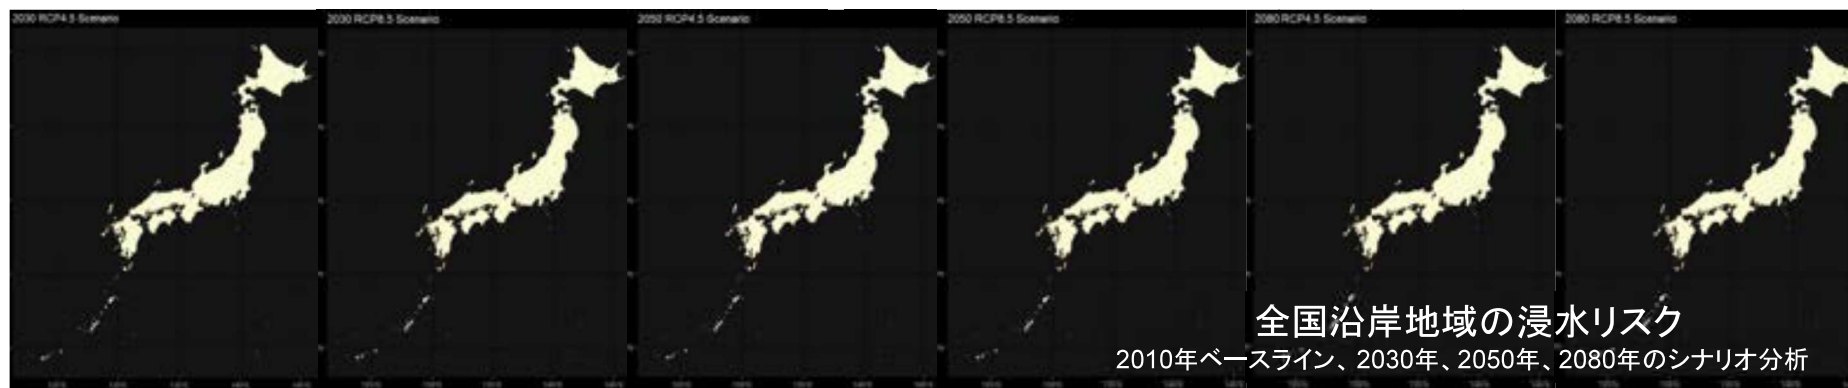 2030 RCP4.5 Scenario
2030 RCP8.5 Scenario
2050 RCP4.5 Scenario
2050 RCP8.5 Scenario
2080 RCP4.5 Scenario
2080 RCP8.5 Scenario
全国沿岸地域の浸水リスク
2010年ベースライン、2030年、2050年、2080年のシナリオ分析